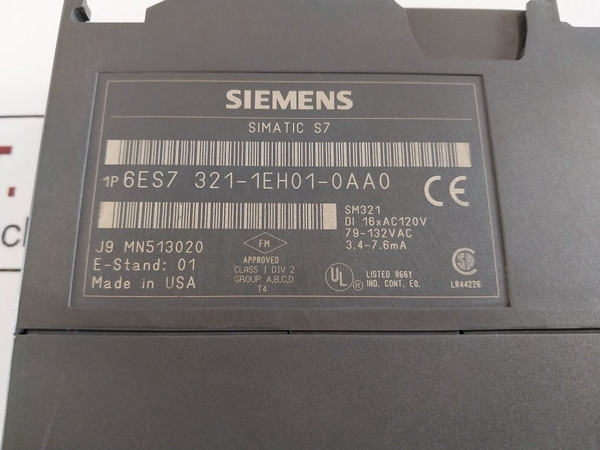 SIEMENS
SIMATIC S7
1P 6ES7 321-1EH01-0AA0
CE
SM321
DI 16xAC120V
79-132VAC
3.4-7.6mA
J9 MN513020
E-Stand: 01
Made in USA
FM
APPROVED
CLASS I DIV 2
GROUP A,B,C,D
T4
UL ®
LISTED 866Y
IND. CONT. EQ.
LR44226
T.